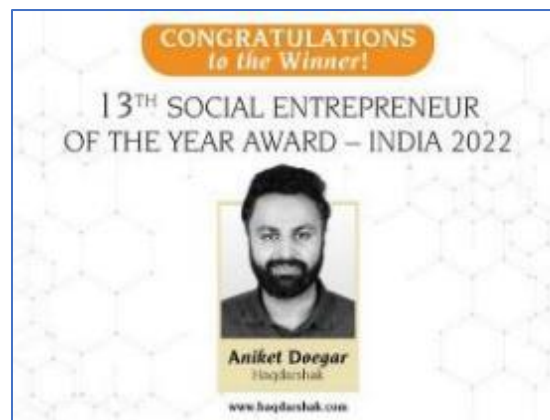 CONGRATULATIONS
to the Winner!
13TH SOCIAL ENTREPRENEUR
OF THE YEAR AWARD – INDIA 2022
Aniket Doegar
Haqdarshak
www.haqdarshak.com